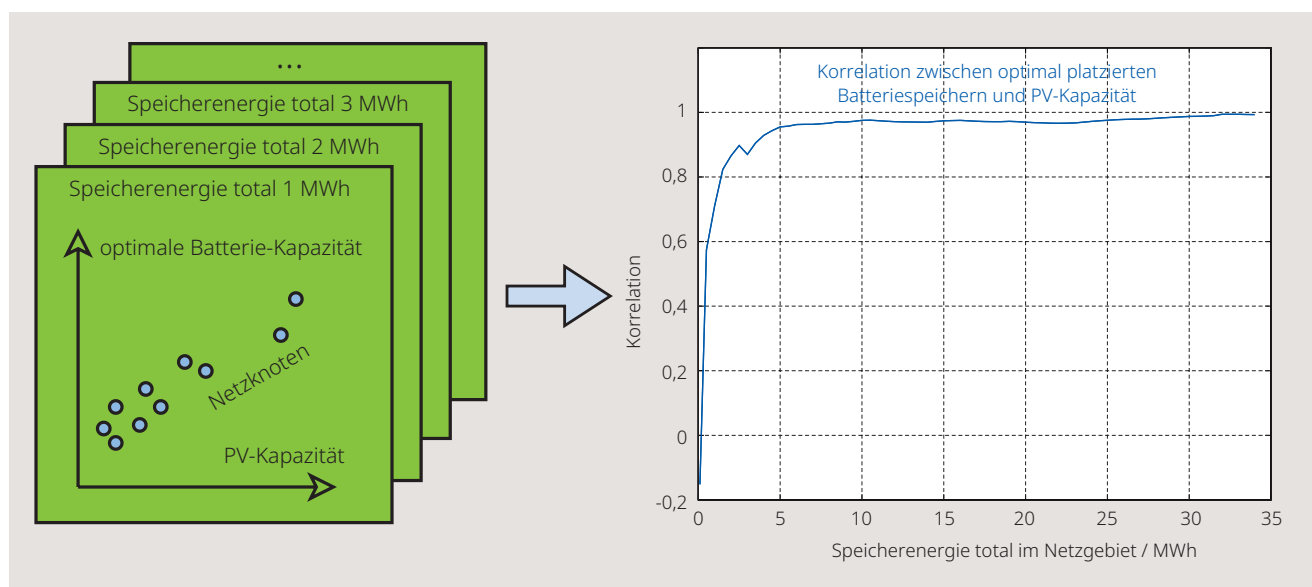 ...
Speicherenergie total 3 MWh
Speicherenergie total 2 MWh
Speicherenergie total 1 MWh
optimale Batterie-Kapazität
Netzknoten
PV-Kapazität
Korrelation zwischen optimal platzierten
Batteriespeichern und PV-Kapazität
Korrelation
1
0,8
0,6
0,4
0,2
0
-0,2
0 5 10 15 20 25 30 35
Speicherenergie total im Netzgebiet / MWh